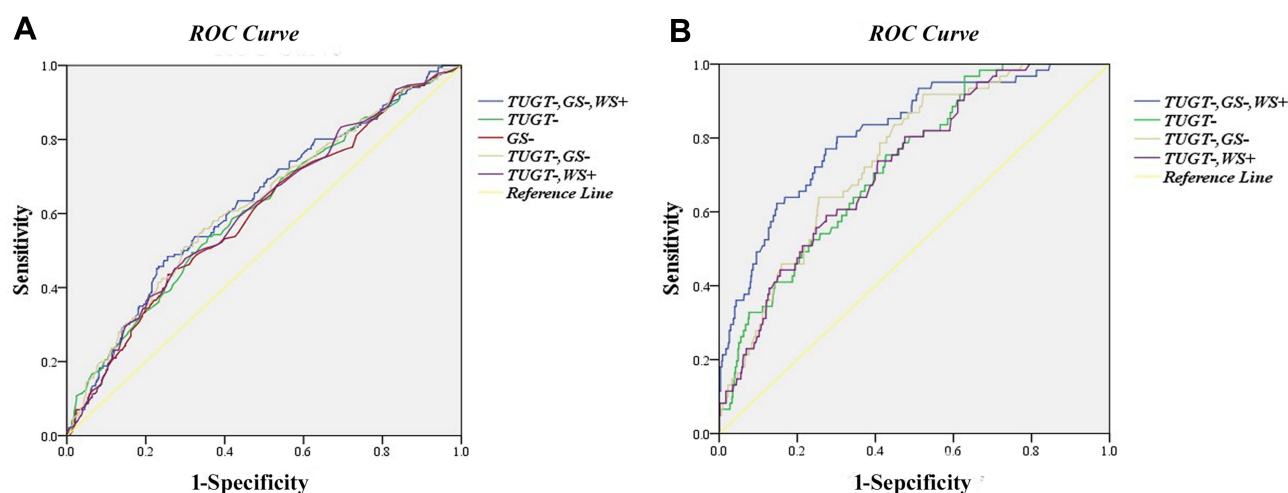 A
ROC Curve
1.0
0.8
0.6
0.4
0.2
0.0
0.0 0.2 0.4 0.6 0.8 1.0
Sensitivity
1-Specificity
TUGT-,GS-,WS+
TUGT-
GS-
TUGT-,GS-
TUGT-,WS+
Reference Line
B
ROC Curve
1.0
0.8
0.6
0.4
0.2
0.0
0.0 0.2 0.4 0.6 0.8 1.0
Sensitivity
1-Sepcificity
TUGT-,GS-,WS+
TUGT-
TUGT-,GS-
TUGT-,WS+
Reference Line